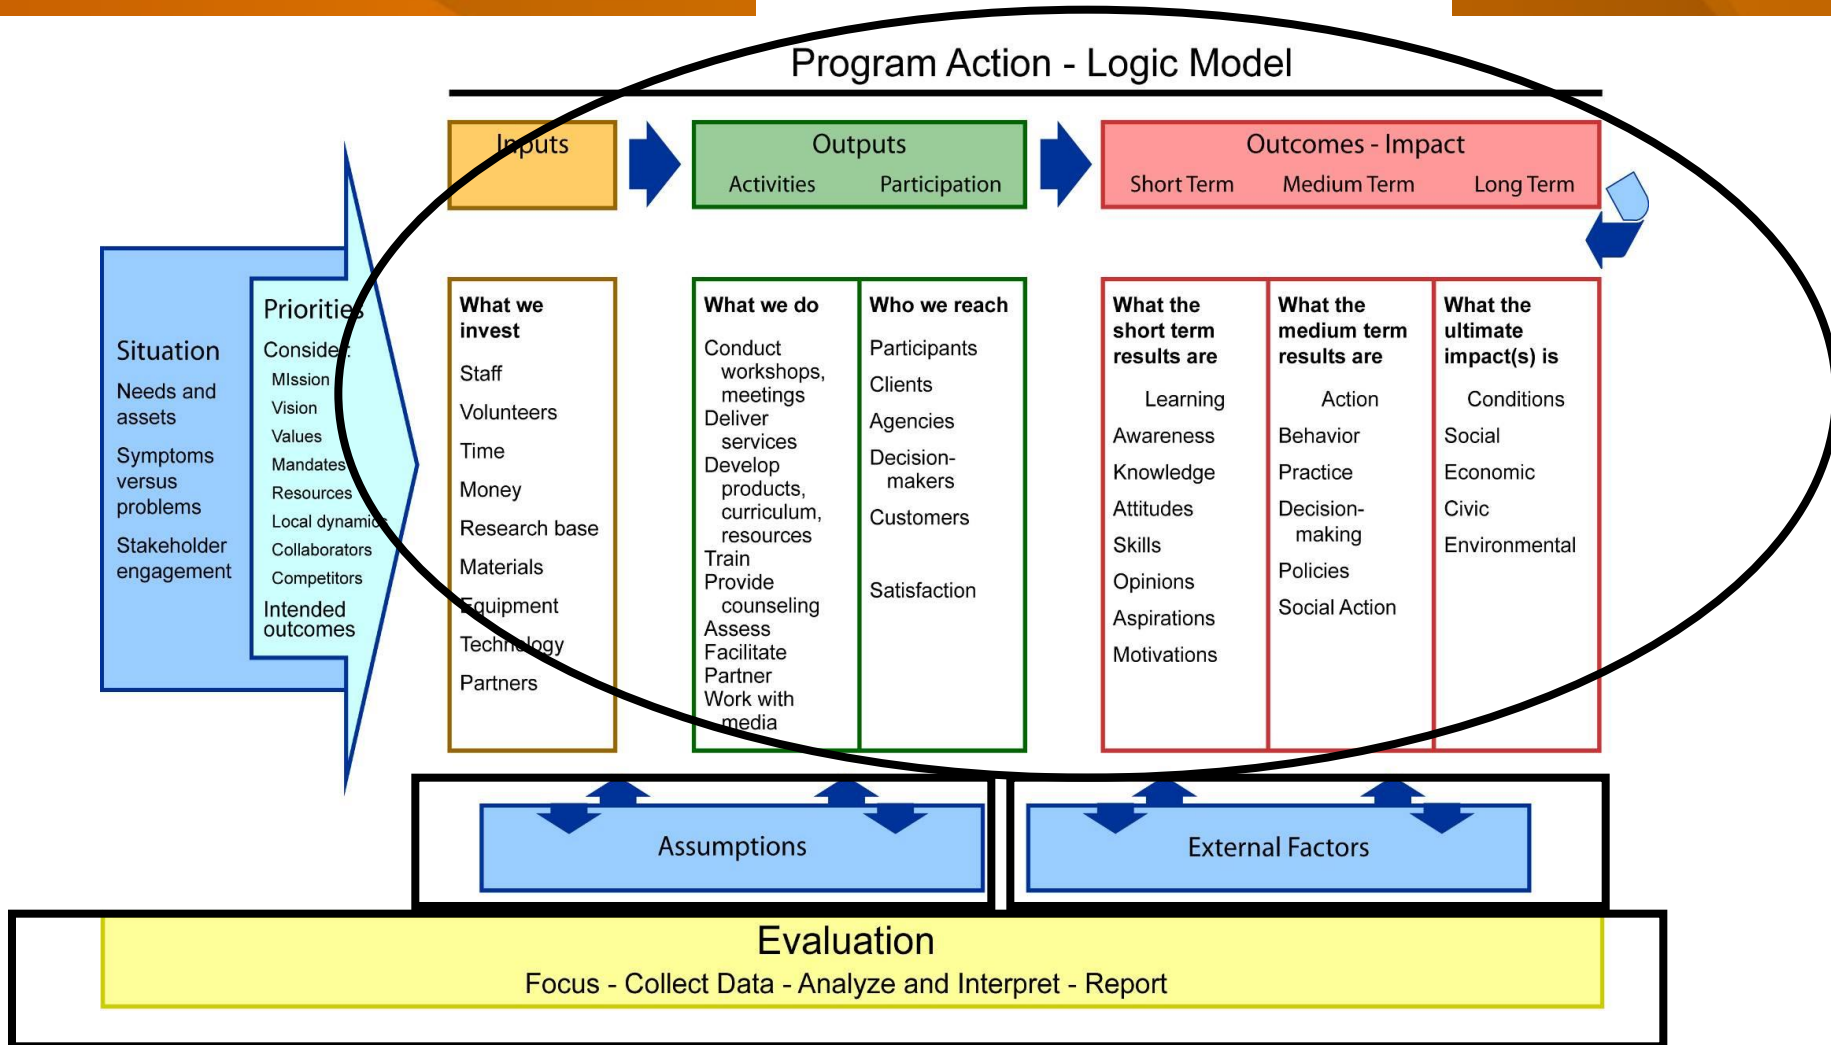 Program Action - Logic Model
Inputs
Outputs
Activities
Participation
Outcomes - Impact
Short Term
Medium Term
Long Term
Situation
Needs and
assets
Symptoms
versus
problems
Stakeholder
engagement
Priorities
Consider:
MIssion
Vision
Values
Mandates
Resources
Local dynamics
Collaborators
Competitors
Intended
outcomes
What we
invest
Staff
Volunteers
Time
Money
Research base
Materials
Equipment
Technology
Partners
What we do
Conduct
workshops,
meetings
Deliver
services
Develop
products,
curriculum,
resources
Train
Provide
counseling
Assess
Facilitate
Partner
Work with
media
Who we reach
Participants
Clients
Agencies
Decision-
makers
Customers
Satisfaction
What the
short term
results are
Learning
Awareness
Knowledge
Attitudes
Skills
Opinions
Aspirations
Motivations
What the
medium term
results are
Action
Behavior
Practice
Decision-
making
Policies
Social Action
What the
ultimate
impact(s) is
Conditions
Social
Economic
Civic
Environmental
Assumptions
External Factors
Evaluation
Focus - Collect Data - Analyze and Interpret - Report